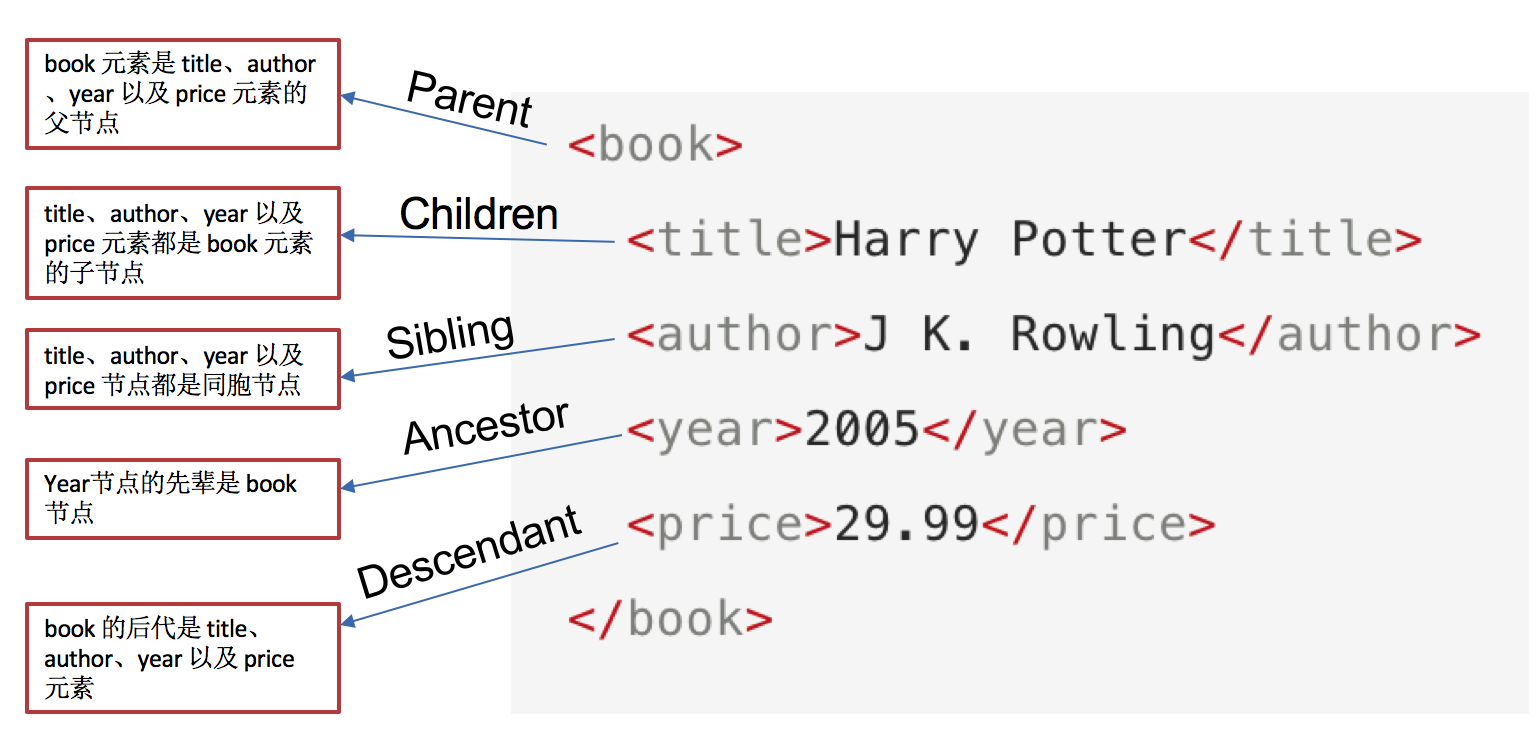 book 元素是 title、author
、year 以及 price 元素的
父节点
Parent
<book>
title、author、year 以及
price 元素都是 book 元素
的子节点
Children
<title>Harry Potter</title>
title、author、year 以及
price 节点都是同胞节点
Sibling
<author>J K. Rowling</author>
Year节点的先辈是 book
节点
Ancestor
<year>2005</year>
book 的后代是 title、
author、year 以及 price
元素
Descendant
<price>29.99</price>
</book>